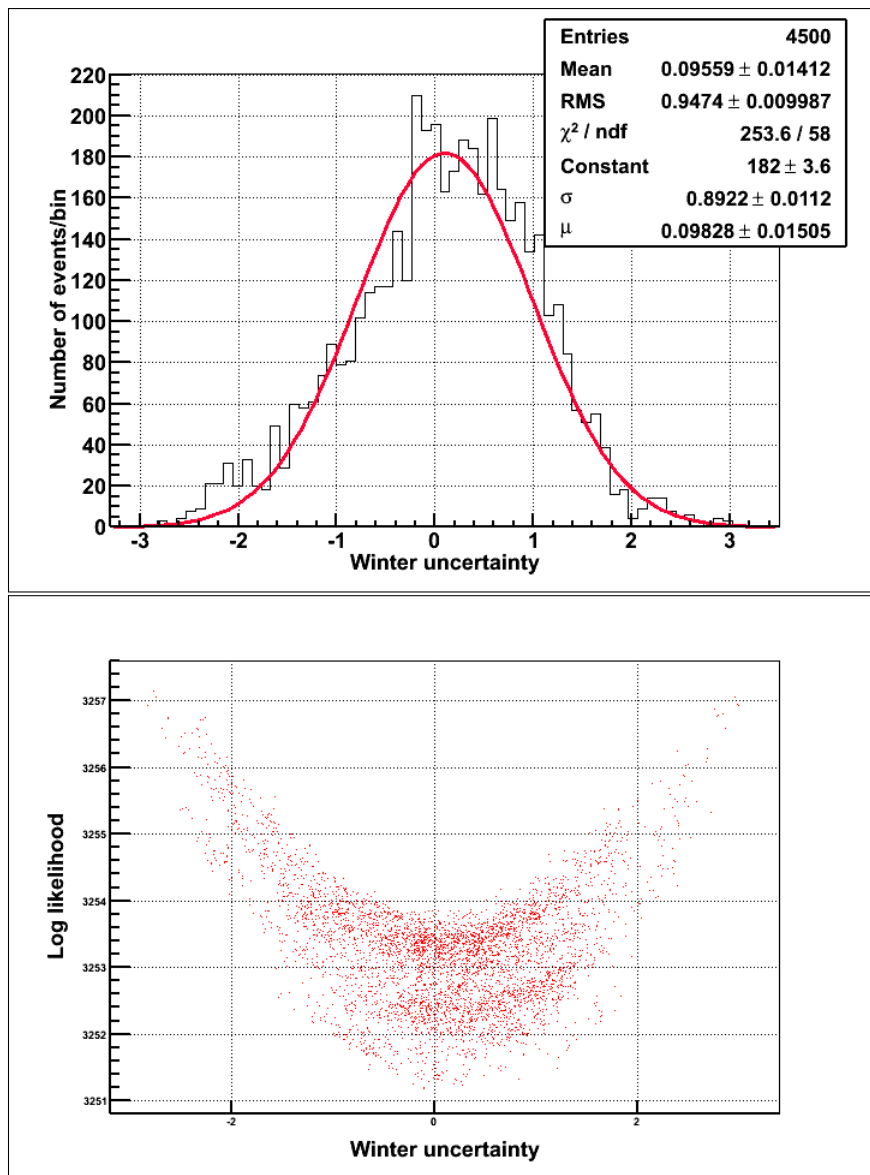 Entries 4500
Mean 0.09559 ± 0.01412
RMS 0.9474 ± 0.009987
χ² / ndf 253.6 / 58
Constant 182 ± 3.6
σ 0.8922 ± 0.0112
μ 0.09828 ± 0.01505
Number of events/bin
220
200
180
160
140
120
100
80
60
40
20
0
-3 -2 -1 0 1 2 3
Winter uncertainty
Log likelihood
3257
3256
3255
3254
3253
3252
3251
-2 0 2
Winter uncertainty